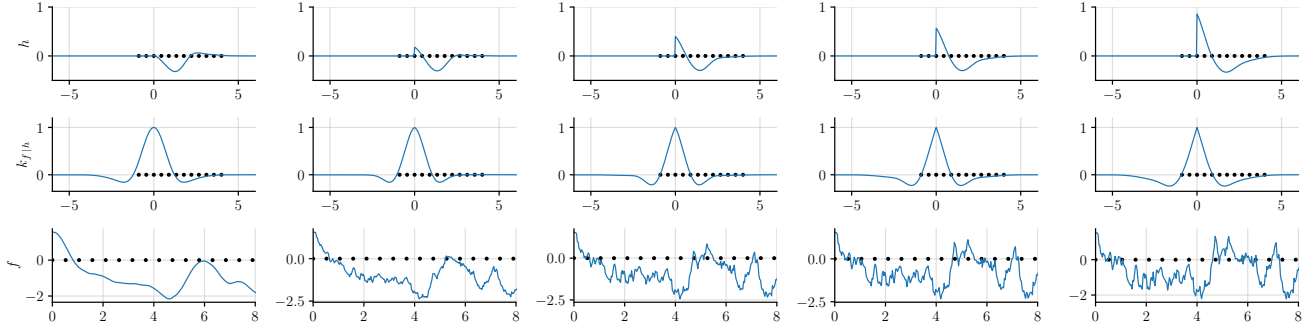 1 1 1 1 1
h
0 0 0 0 0
−5 0 5 −5 0 5 −5 0 5 −5 0 5 −5 0 5
1 1 1 1 1
k_{f | h}
0 0 0 0 0
−5 0 5 −5 0 5 −5 0 5 −5 0 5 −5 0 5
f
0 0.0 0.0 0.0 0
−2 −2.5 −2.5 −2.5 −2
0 2 4 6 8 0 2 4 6 8 0 2 4 6 8 0 2 4 6 8 0 2 4 6 8